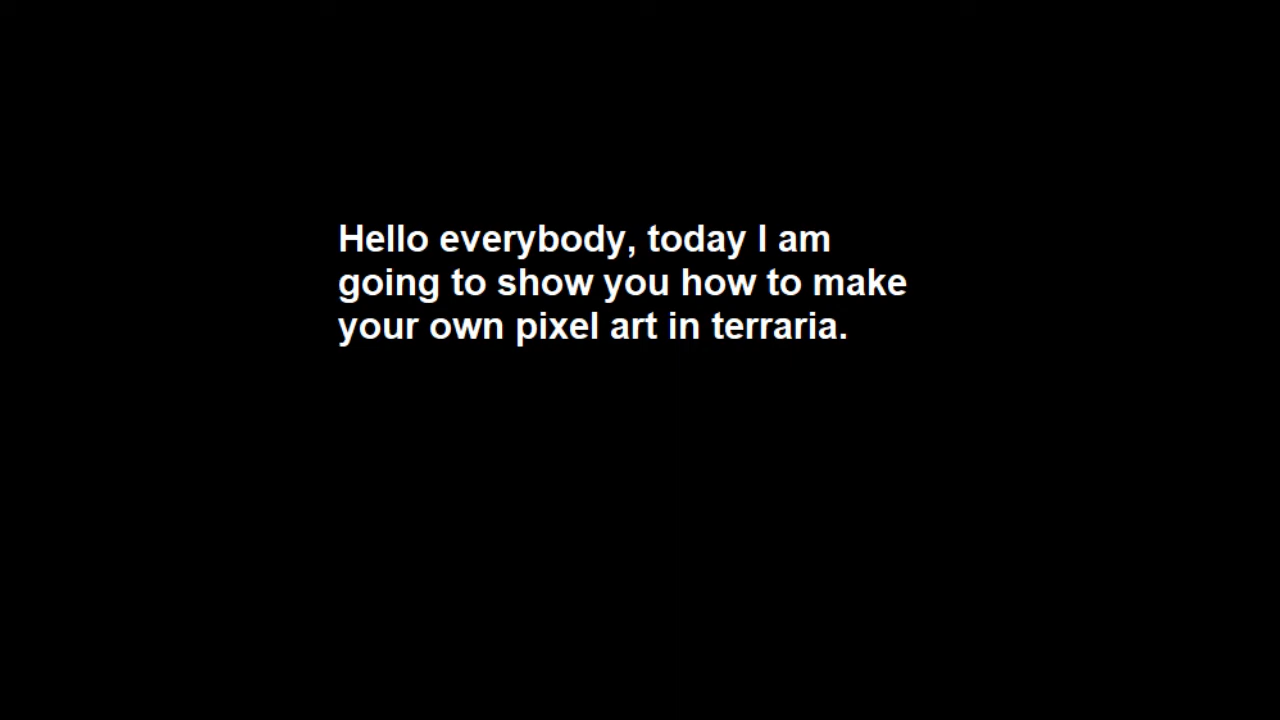 Hello everybody, today I am
going to show you how to make
your own pixel art in terraria.